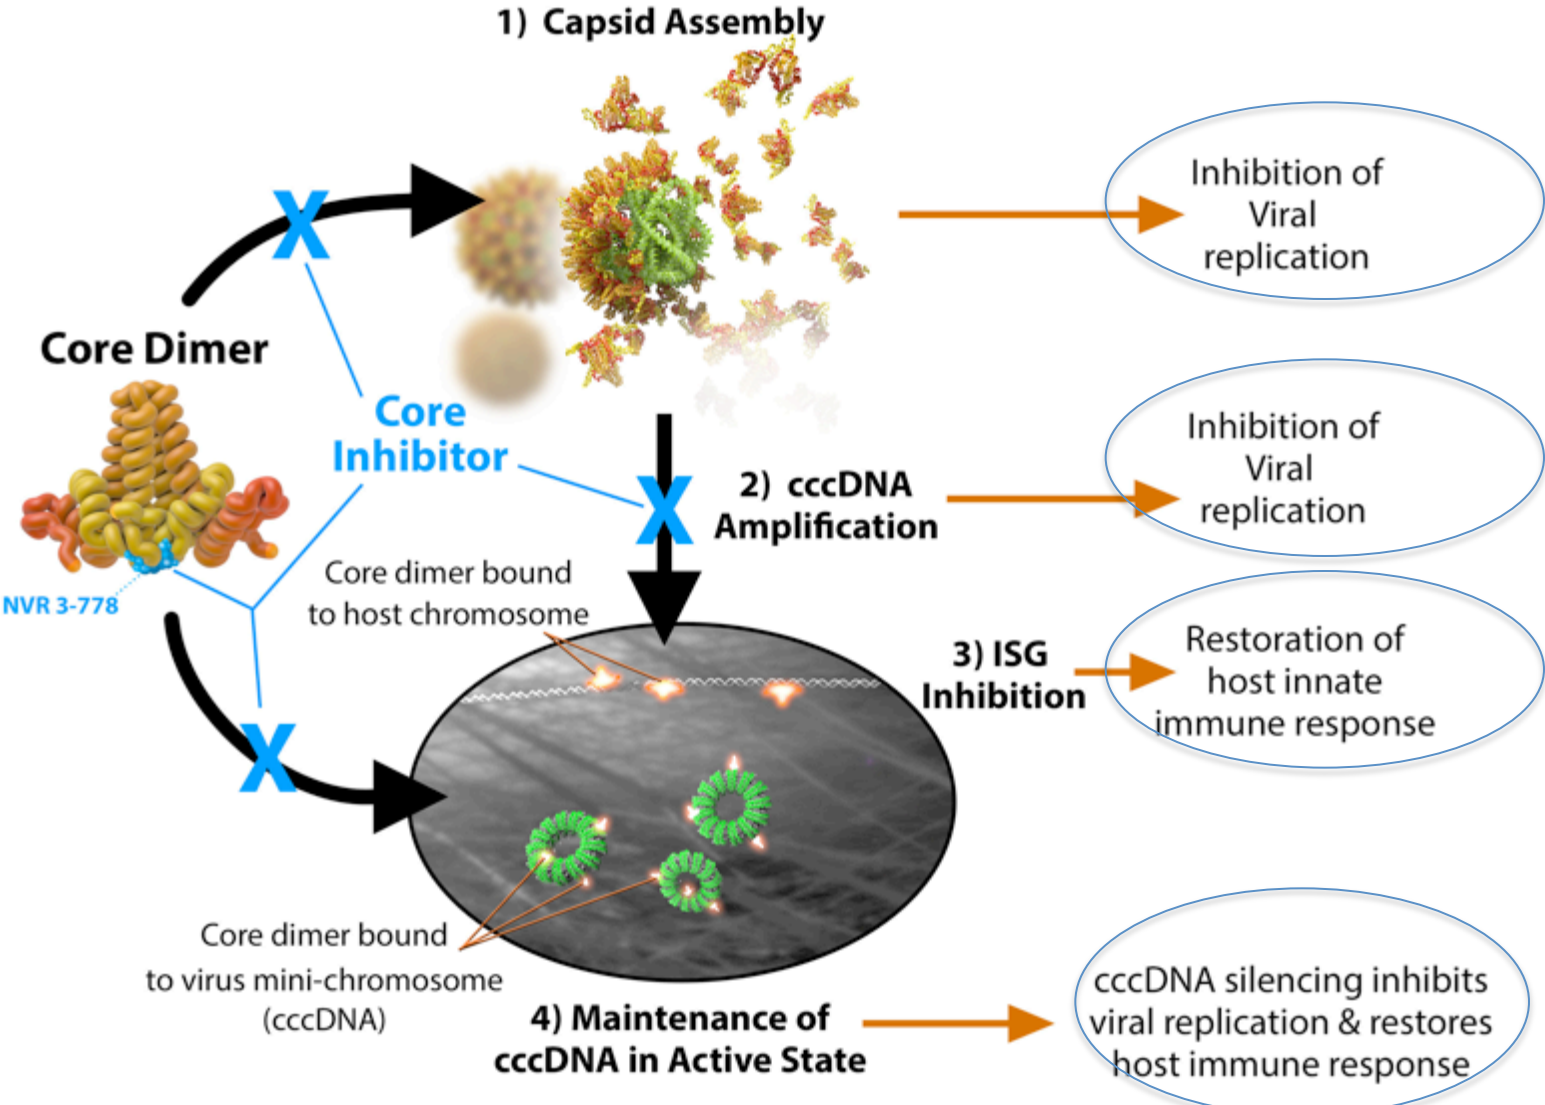 1) Capsid Assembly
Inhibition of
Viral
replication
Core Dimer
Core
Inhibitor
Inhibition of
Viral
replication
2) cccDNA
Amplification
NVR 3-778
Core dimer bound
to host chromosome
3) ISG
Inhibition
Restoration of
host innate
immune response
Core dimer bound
to virus mini-chromosome
(cccDNA)
4) Maintenance of
cccDNA in Active State
cccDNA silencing inhibits
viral replication & restores
host immune response
X
X
X